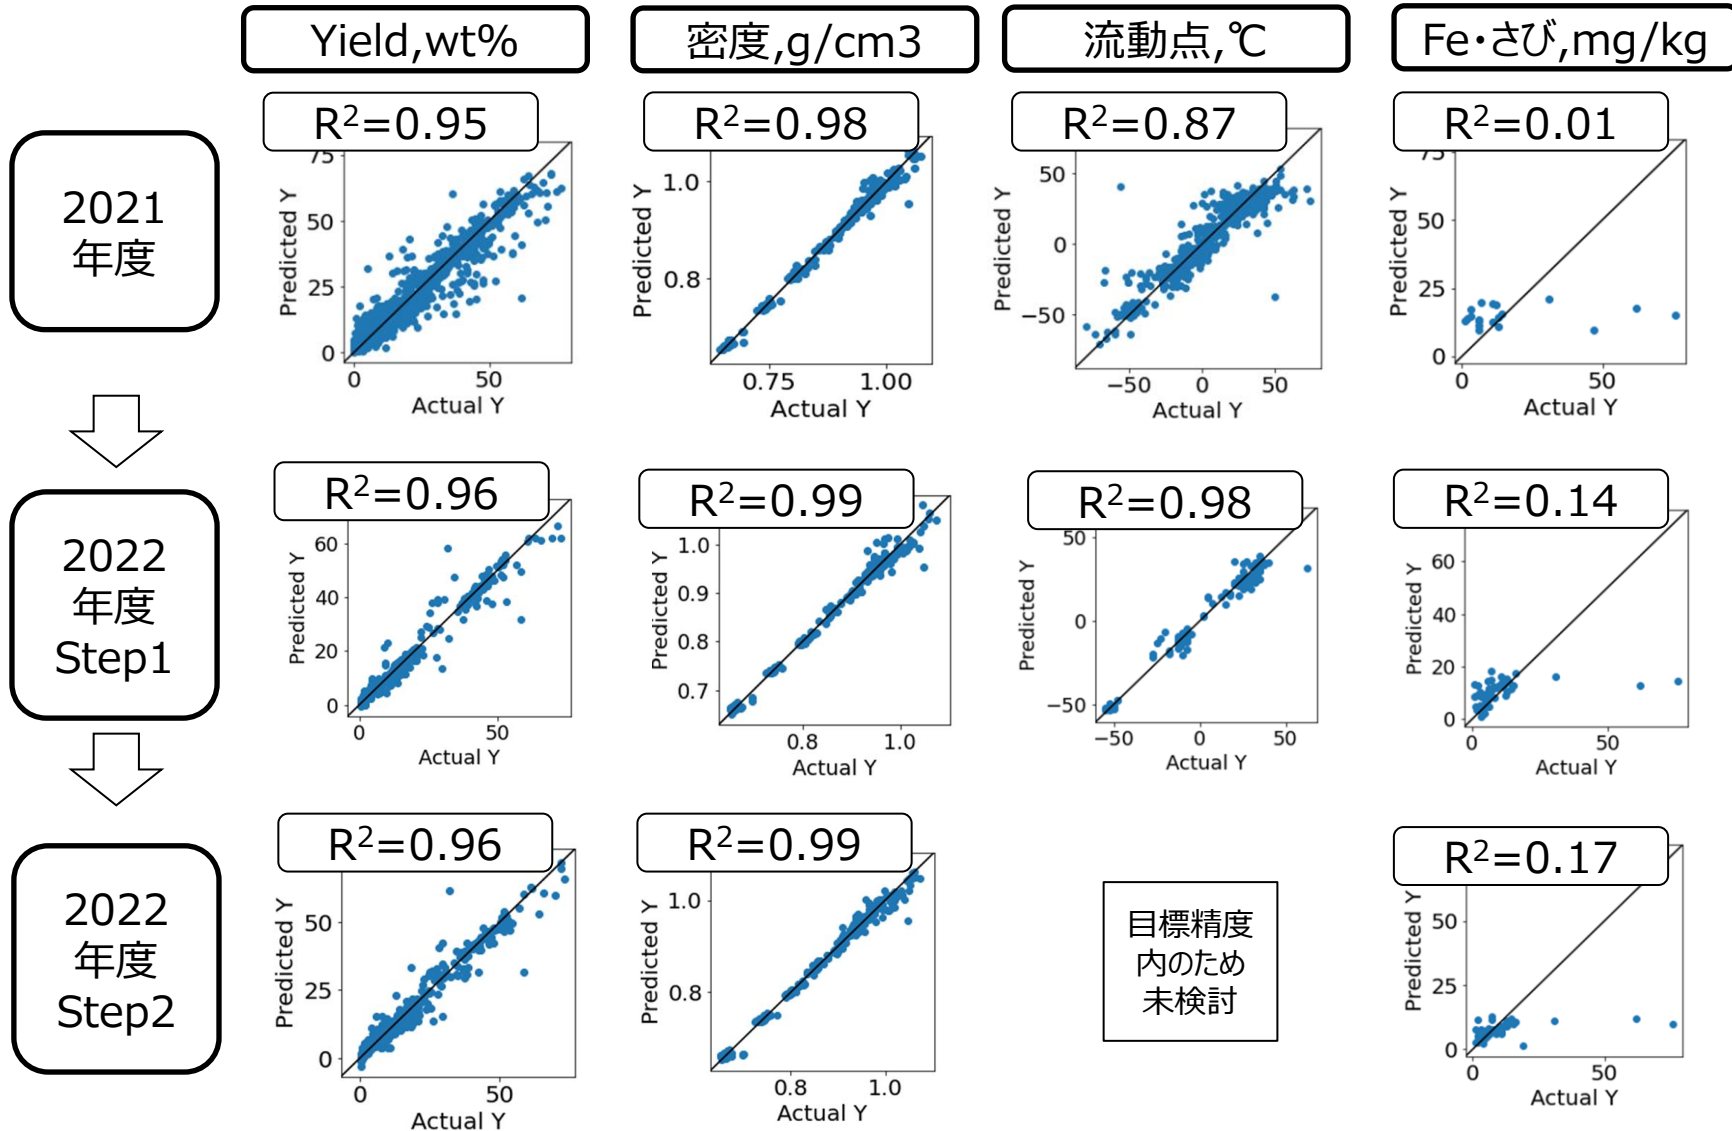 Yield,wt%
密度,g/cm3
流動点,℃
Fe・さび,mg/kg
2021
年度
R²=0.95
75
50
25
0
0
50
Predicted Y
Actual Y
R²=0.98
1.0
0.8
0.75
1.00
Predicted Y
Actual Y
R²=0.87
50
0
−50
−50
0
50
Predicted Y
Actual Y
R²=0.01
75
50
25
0
0
50
Predicted Y
Actual Y
2022
年度
Step1
R²=0.96
60
40
20
0
0
50
Predicted Y
Actual Y
R²=0.99
1.0
0.9
0.8
0.7
0.8
1.0
Predicted Y
Actual Y
R²=0.98
50
0
−50
−50
0
50
Predicted Y
Actual Y
R²=0.14
60
40
20
0
0
50
Predicted Y
Actual Y
2022
年度
Step2
R²=0.96
50
25
0
0
50
Predicted Y
Actual Y
R²=0.99
1.0
0.8
0.8
1.0
Predicted Y
Actual Y
目標精度
内のため
未検討
R²=0.17
50
25
0
0
50
Predicted Y
Actual Y